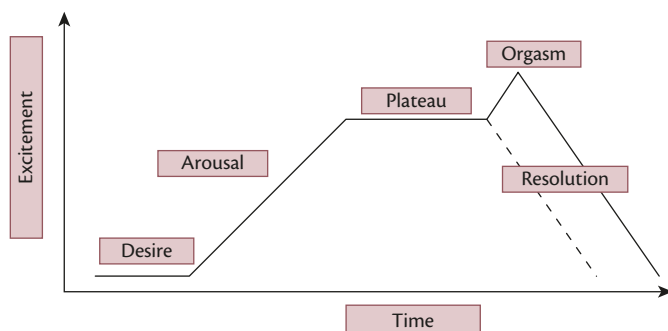 Orgasm
Plateau
Excitement
Arousal
Resolution
Desire
Time